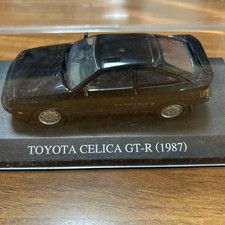 TOYOTA CELICA GT-R (1987)